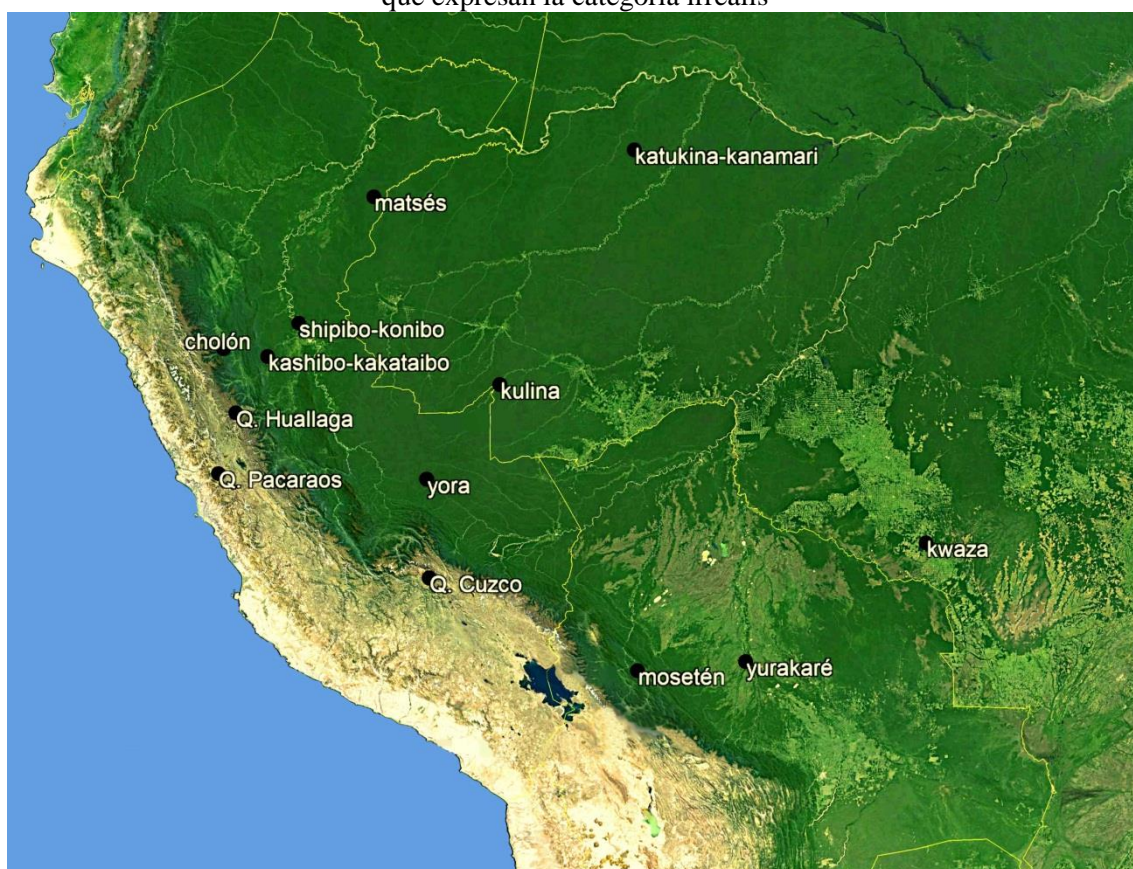 que expresan la categoría irrealis
katukina-kanamari
matsés
shipibo-konibo
cholón
kashibo-kakataibo
kulina
Q. Huallaga
Q. Pacaraos
yora
kwaza
Q. Cuzco
mosetén
yurakaré